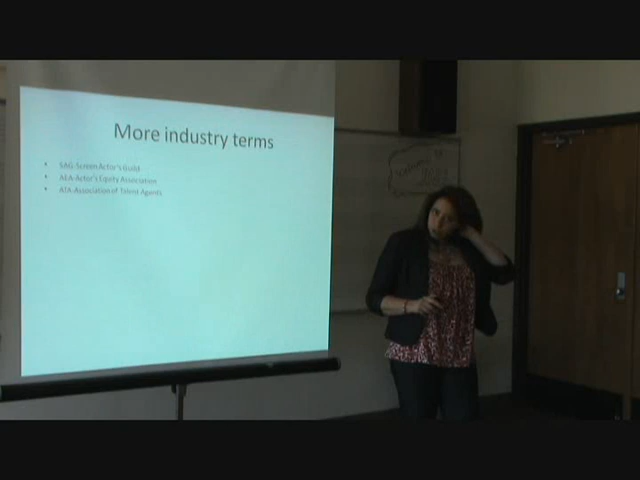 More industry terms
• SAG-Screen Actor's Guild
• AEA-Actor's Equity Association
• ATA-Association of Talent Agents